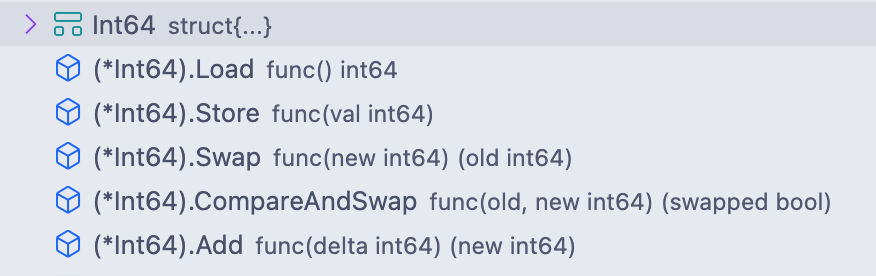 Int64 struct{...}
(*Int64).Load func() int64
(*Int64).Store func(val int64)
(*Int64).Swap func(new int64) (old int64)
(*Int64).CompareAndSwap func(old, new int64) (swapped bool)
(*Int64).Add func(delta int64) (new int64)